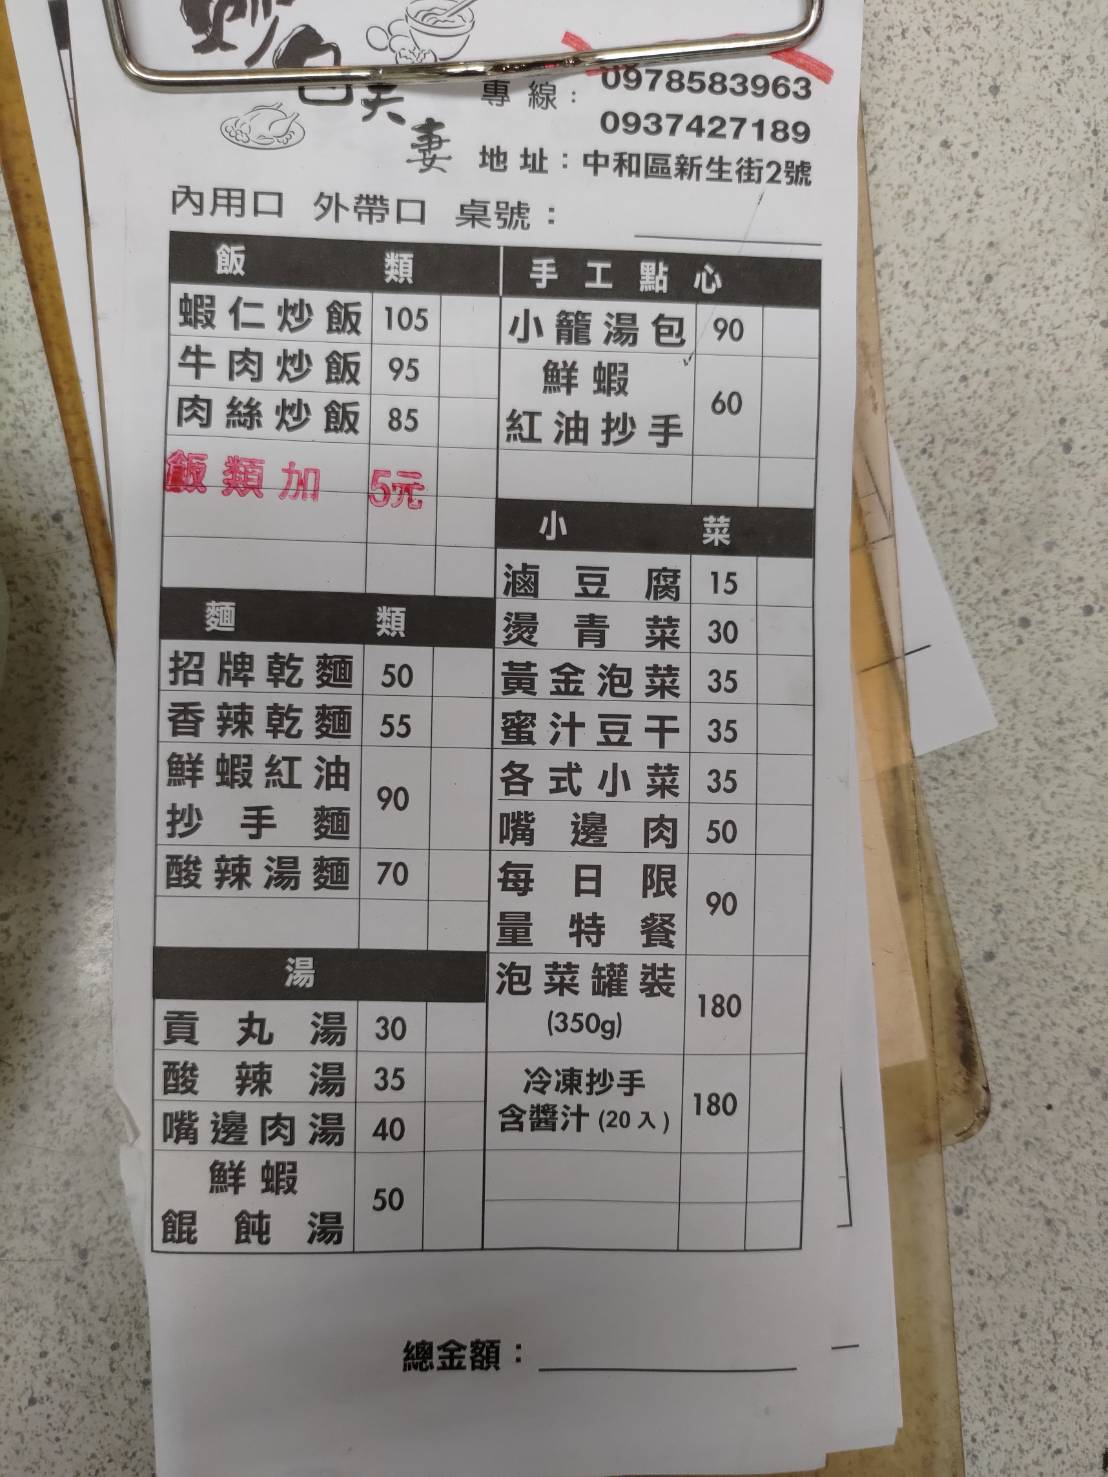 夫
妻
專線：0978583963
0937427189
地址：中和區新生街2號
內用口 外帶口 桌號：
飯類
蝦仁炒飯 105
牛肉炒飯 95
肉絲炒飯 85
飯類加 5元
麵類
招牌乾麵 50
香辣乾麵 55
鮮蝦紅油
抄手麵 90
酸辣湯麵 70
湯
貢丸湯 30
酸辣湯 35
嘴邊肉湯 40
鮮蝦
餛飩湯 50
手工點心
小籠湯包 90
鮮蝦
紅油抄手 60
小菜
滷豆腐 15
燙青菜 30
黃金泡菜 35
蜜汁豆干 35
各式小菜 35
嘴邊肉 50
每日限
量特餐 90
泡菜罐裝
(350g) 180
冷凍抄手
含醬汁(20入) 180
總金額：